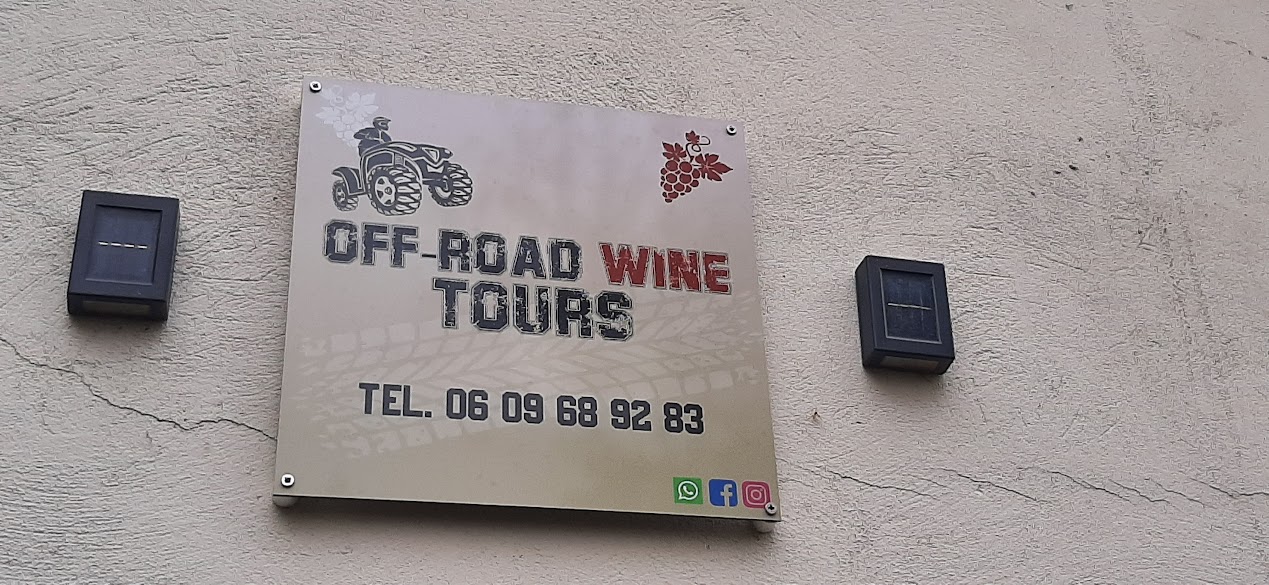 OFF-ROAD WINE
TOURS
TEL. 06 09 68 92 83